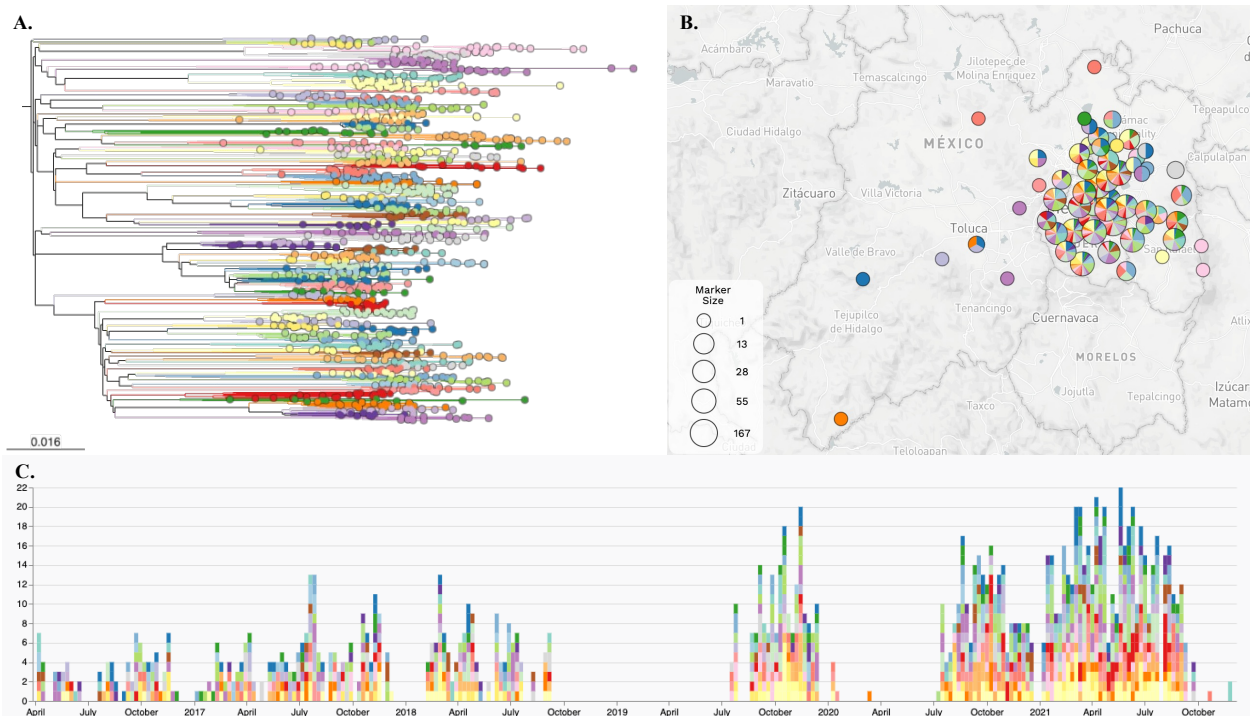 A.
0.016
B.
Pachuca
Acámbaro
Jilotepec de
Molina Enriquez
Temascalcingo
Maravatio
Tepeapulco
Ciudad Hidalgo
MÉXICO
Calpulalpan
Zitácuaro
Villa Victoria
Toluca
Valle de Bravo
Tenancingo
Cuernavaca
Tejupilco
de Hidalgo
MORELOS
Jojutla
Tepalcingo
Izúcar
Matamo
Taxco
Teloloapan
Marker
Size
1
13
28
55
167
C.
22
20
18
16
14
12
10
8
6
4
2
0
April July October 2017 April July October 2018 April July October 2019 April July October 2020 April July October 2021 April July October